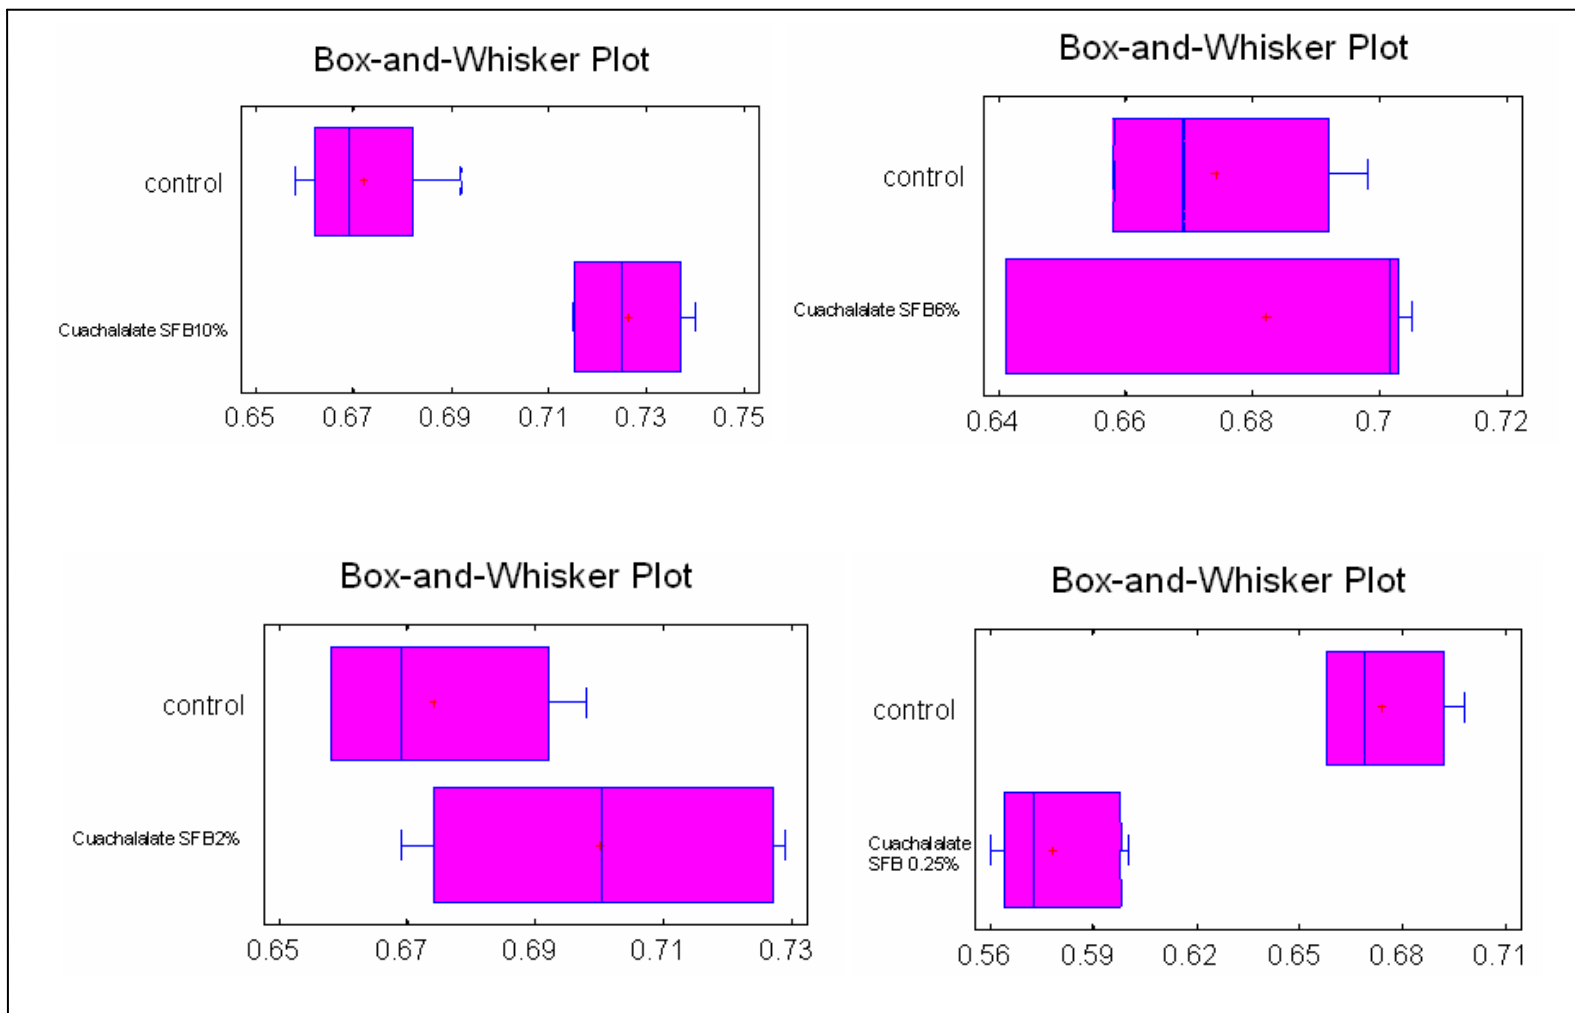 Box-and-Whisker Plot
control
Cuachalalate SFB10%
0.65 0.67 0.69 0.71 0.73 0.75
Box-and-Whisker Plot
control
Cuachalalate SFB6%
0.64 0.66 0.68 0.7 0.72
Box-and-Whisker Plot
control
Cuachalalate SFB2%
0.65 0.67 0.69 0.71 0.73
Box-and-Whisker Plot
control
Cuachalalate
SFB 0.25%
0.56 0.59 0.62 0.65 0.68 0.71